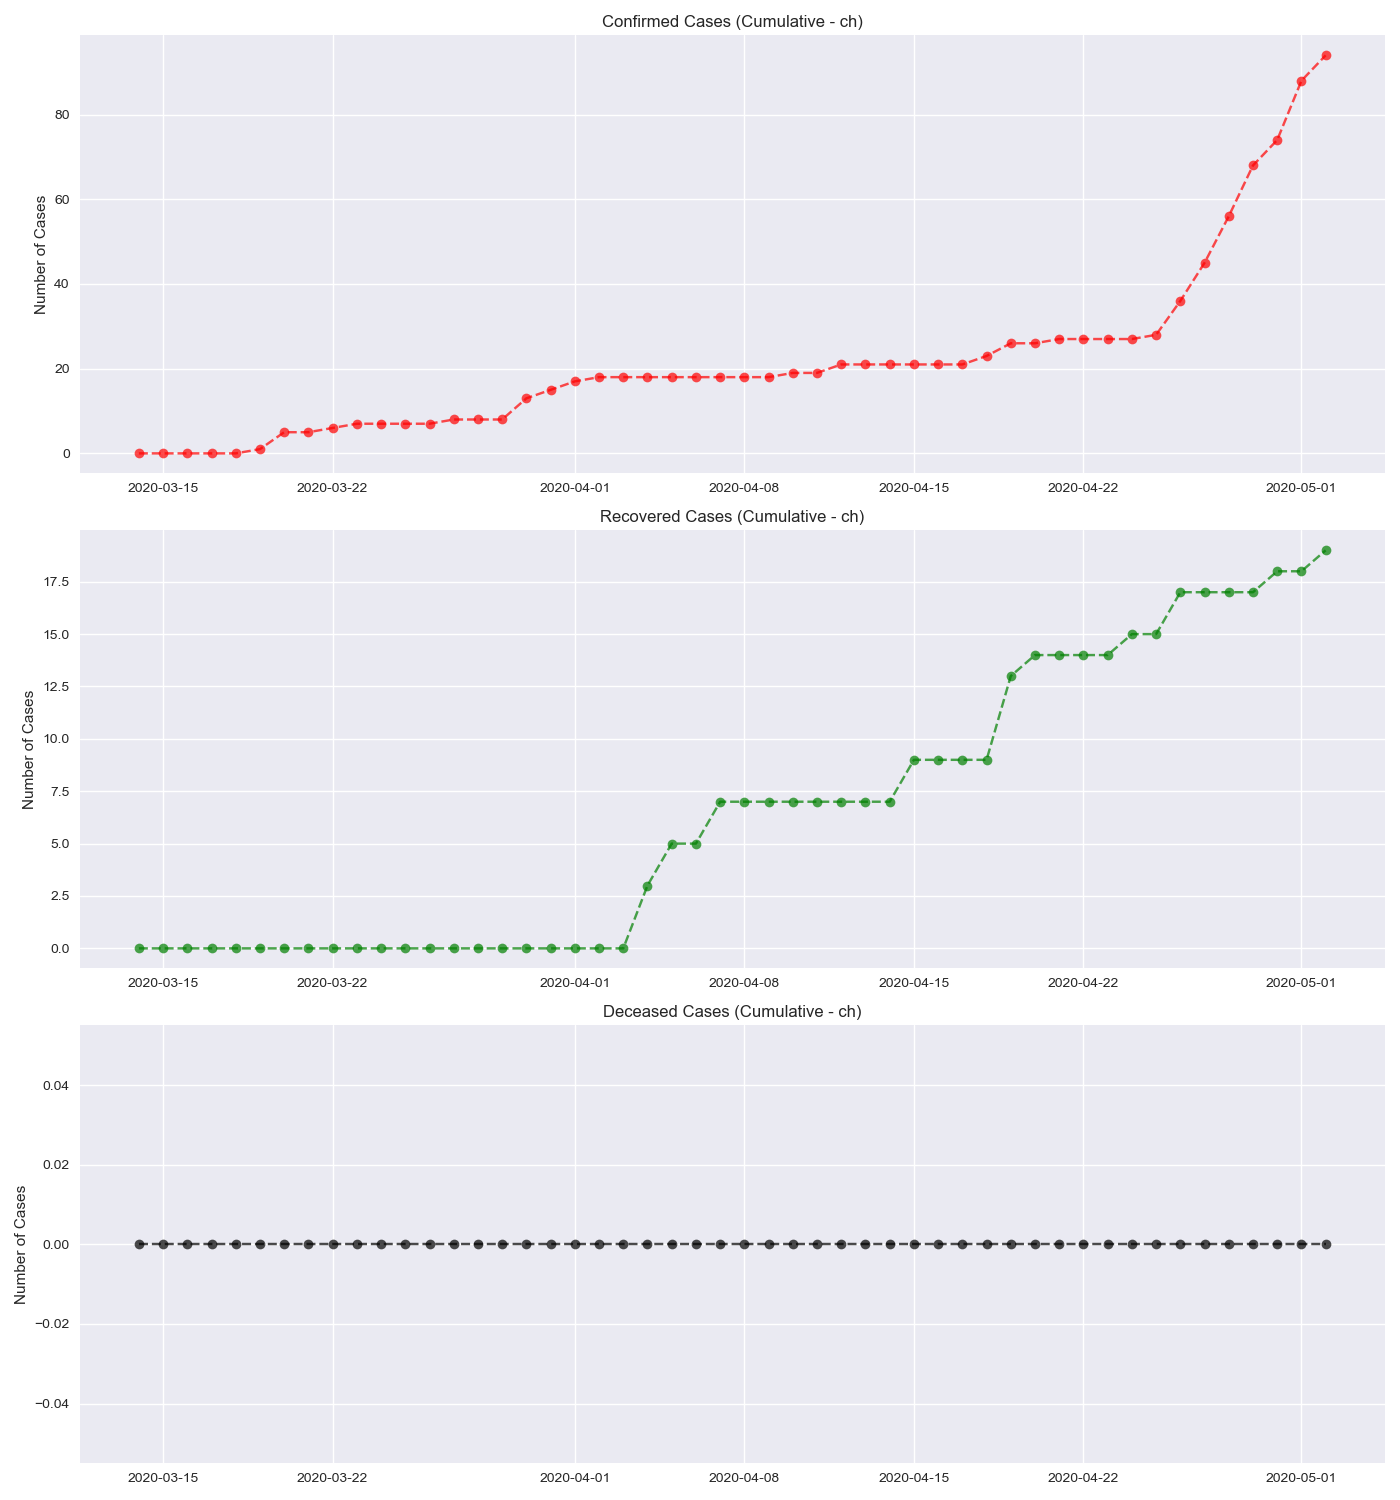 Confirmed Cases (Cumulative - ch)
Number of Cases
80
60
40
20
0
2020-03-15 2020-03-22 2020-04-01 2020-04-08 2020-04-15 2020-04-22 2020-05-01
Recovered Cases (Cumulative - ch)
Number of Cases
17.5
15.0
12.5
10.0
7.5
5.0
2.5
0.0
2020-03-15 2020-03-22 2020-04-01 2020-04-08 2020-04-15 2020-04-22 2020-05-01
Deceased Cases (Cumulative - ch)
Number of Cases
0.04
0.02
0.00
−0.02
−0.04
2020-03-15 2020-03-22 2020-04-01 2020-04-08 2020-04-15 2020-04-22 2020-05-01